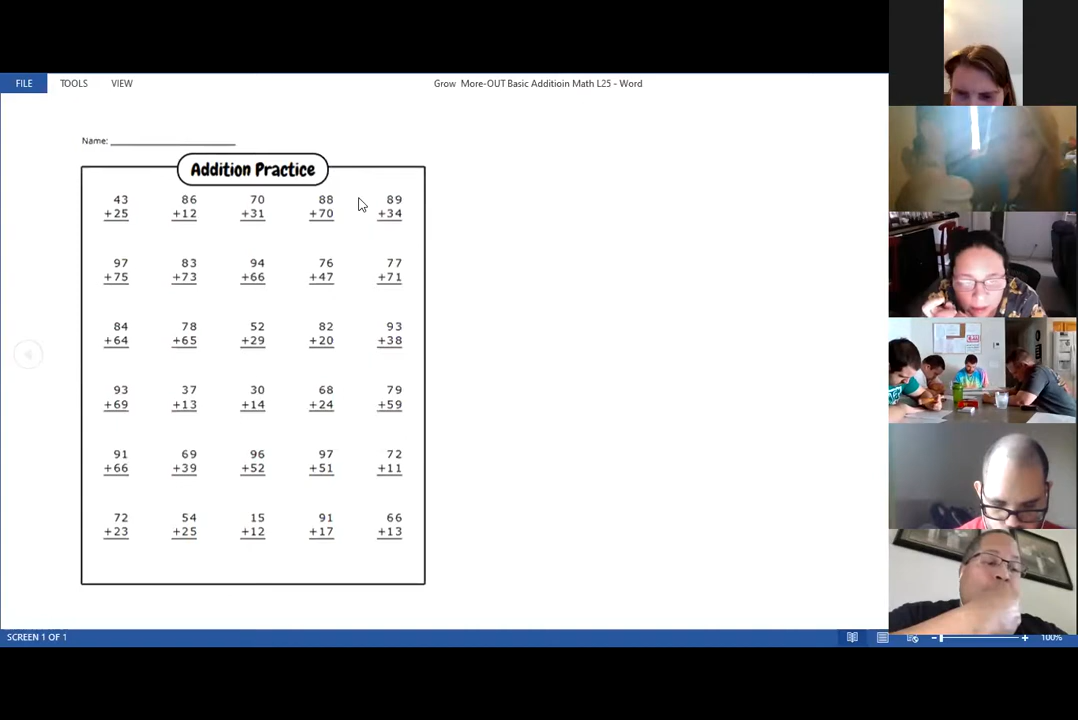 FILE TOOLS VIEW Grow More-OUT Basic Additioin Math L25 - Word
Name:
Addition Practice
43 86 70 88 89
+25 +12 +31 +70 +34
97 83 94 76 77
+75 +73 +66 +47 +71
84 78 52 82 93
+64 +65 +29 +20 +38
93 37 30 68 79
+69 +13 +14 +24 +59
91 69 96 97 72
+66 +39 +52 +51 +11
72 54 15 91 66
+23 +25 +12 +17 +13
SCREEN 1 OF 1 100%